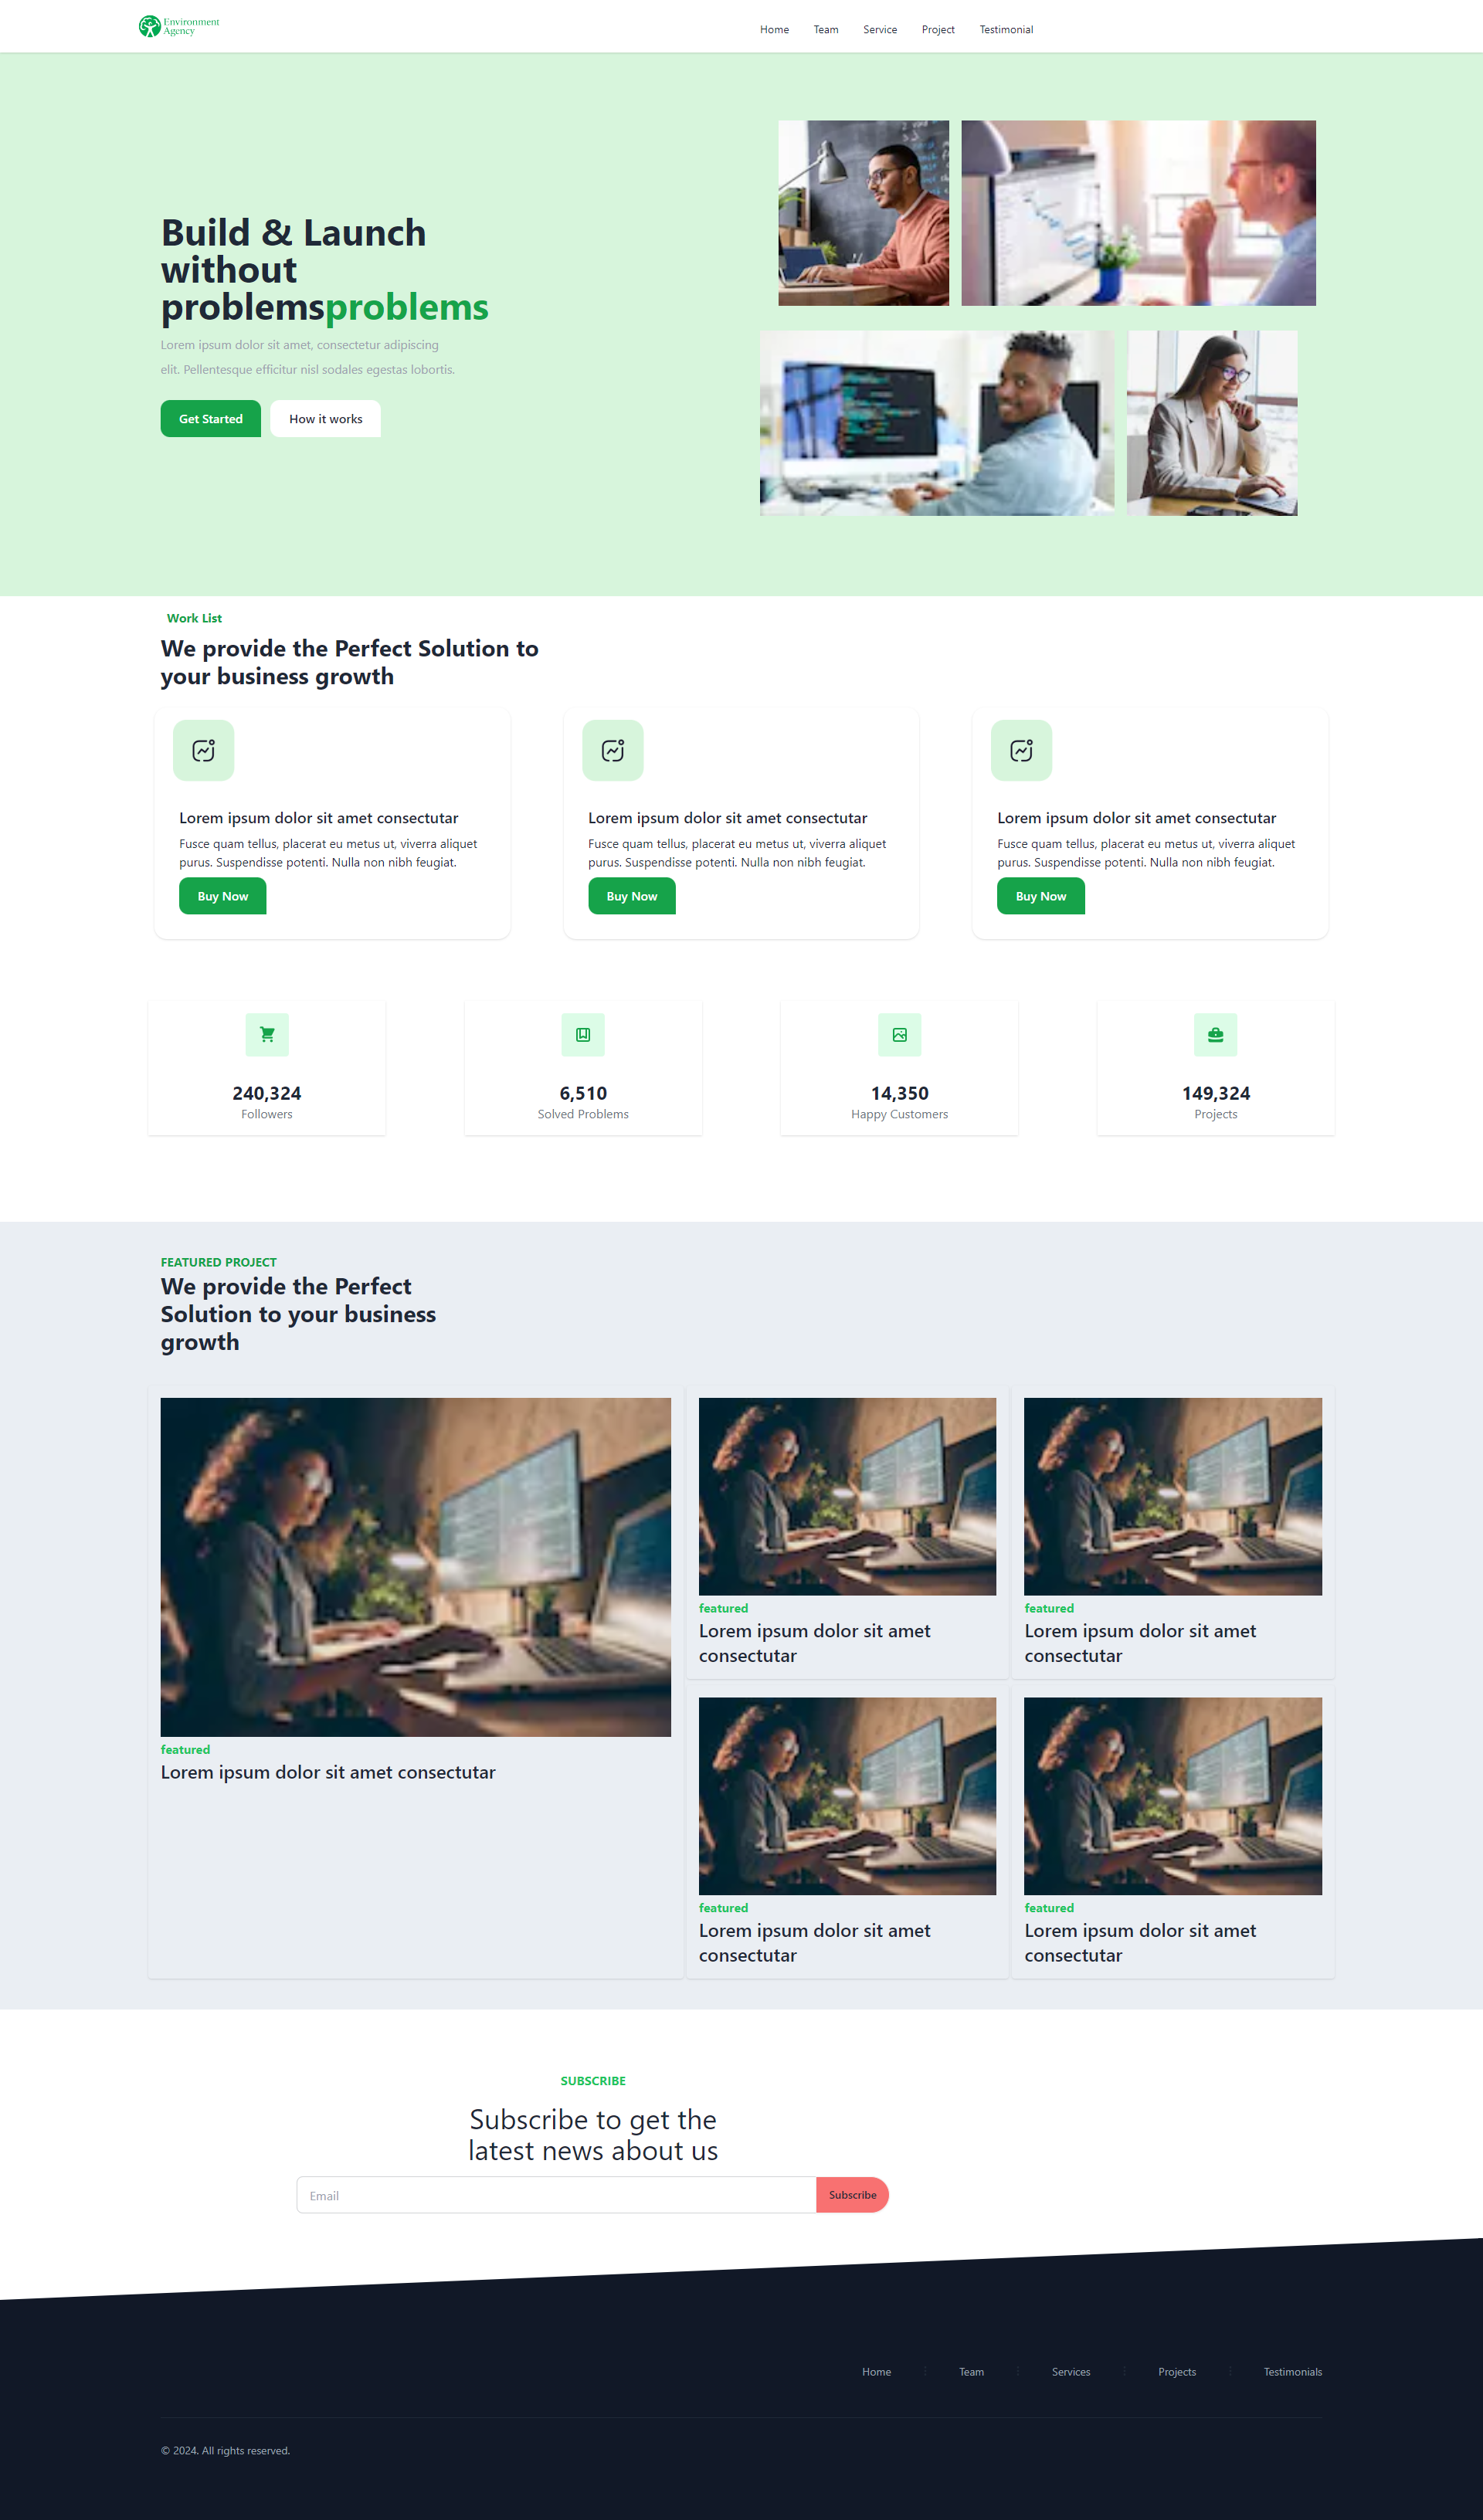 Environment
Agency
Home Team Service Project Testimonial
Build & Launch
without
problemsproblems
Lorem ipsum dolor sit amet, consectetur adipiscing
elit. Pellentesque efficitur nisl sodales egestas lobortis.
Get Started How it works
Work List
We provide the Perfect Solution to
your business growth
Lorem ipsum dolor sit amet consectutar
Fusce quam tellus, placerat eu metus ut, viverra aliquet
purus. Suspendisse potenti. Nulla non nibh feugiat.
Buy Now
Lorem ipsum dolor sit amet consectutar
Fusce quam tellus, placerat eu metus ut, viverra aliquet
purus. Suspendisse potenti. Nulla non nibh feugiat.
Buy Now
Lorem ipsum dolor sit amet consectutar
Fusce quam tellus, placerat eu metus ut, viverra aliquet
purus. Suspendisse potenti. Nulla non nibh feugiat.
Buy Now
240,324
Followers
6,510
Solved Problems
14,350
Happy Customers
149,324
Projects
FEATURED PROJECT
We provide the Perfect
Solution to your business
growth
featured
Lorem ipsum dolor sit amet consectutar
featured
Lorem ipsum dolor sit amet
consectutar
featured
Lorem ipsum dolor sit amet
consectutar
featured
Lorem ipsum dolor sit amet
consectutar
featured
Lorem ipsum dolor sit amet
consectutar
SUBSCRIBE
Subscribe to get the
latest news about us
Email Subscribe
Home Team Services Projects Testimonials
© 2024. All rights reserved.